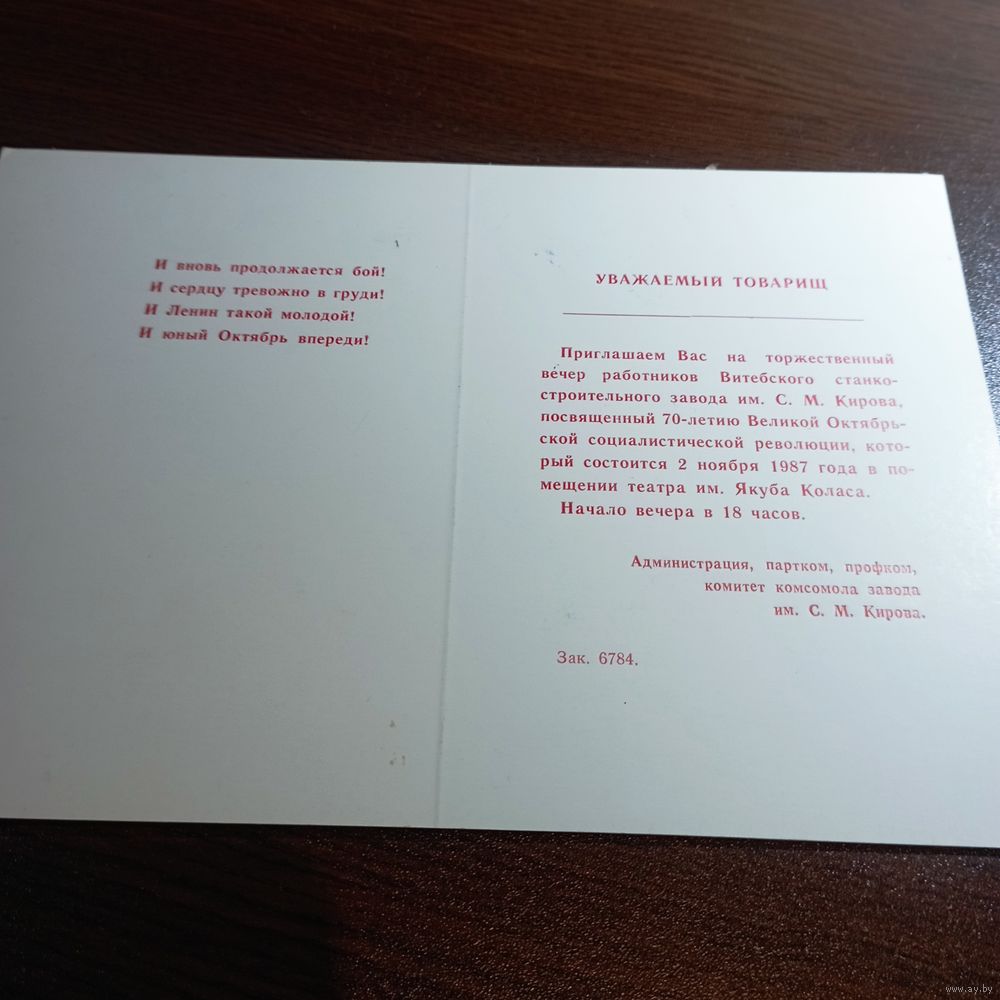 И вновь продолжается бой!
И сердцу тревожно в груди!
И Ленин такой молодой!
И юный Октябрь впереди!
УВАЖАЕМЫЙ ТОВАРИЩ
Приглашаем Вас на торжественный
вечер работников Витебского станко-
строительного завода им. С. М. Кирова,
посвященный 70-летию Великой Октябрь-
ской социалистической революции, кото-
рый состоится 2 ноября 1987 года в по-
мещении театра им. Якуба Коласа.
Начало вечера в 18 часов.
Администрация, партком, профком,
комитет комсомола завода
им. С. М. Кирова.
Зак. 6784.
www.ay.by